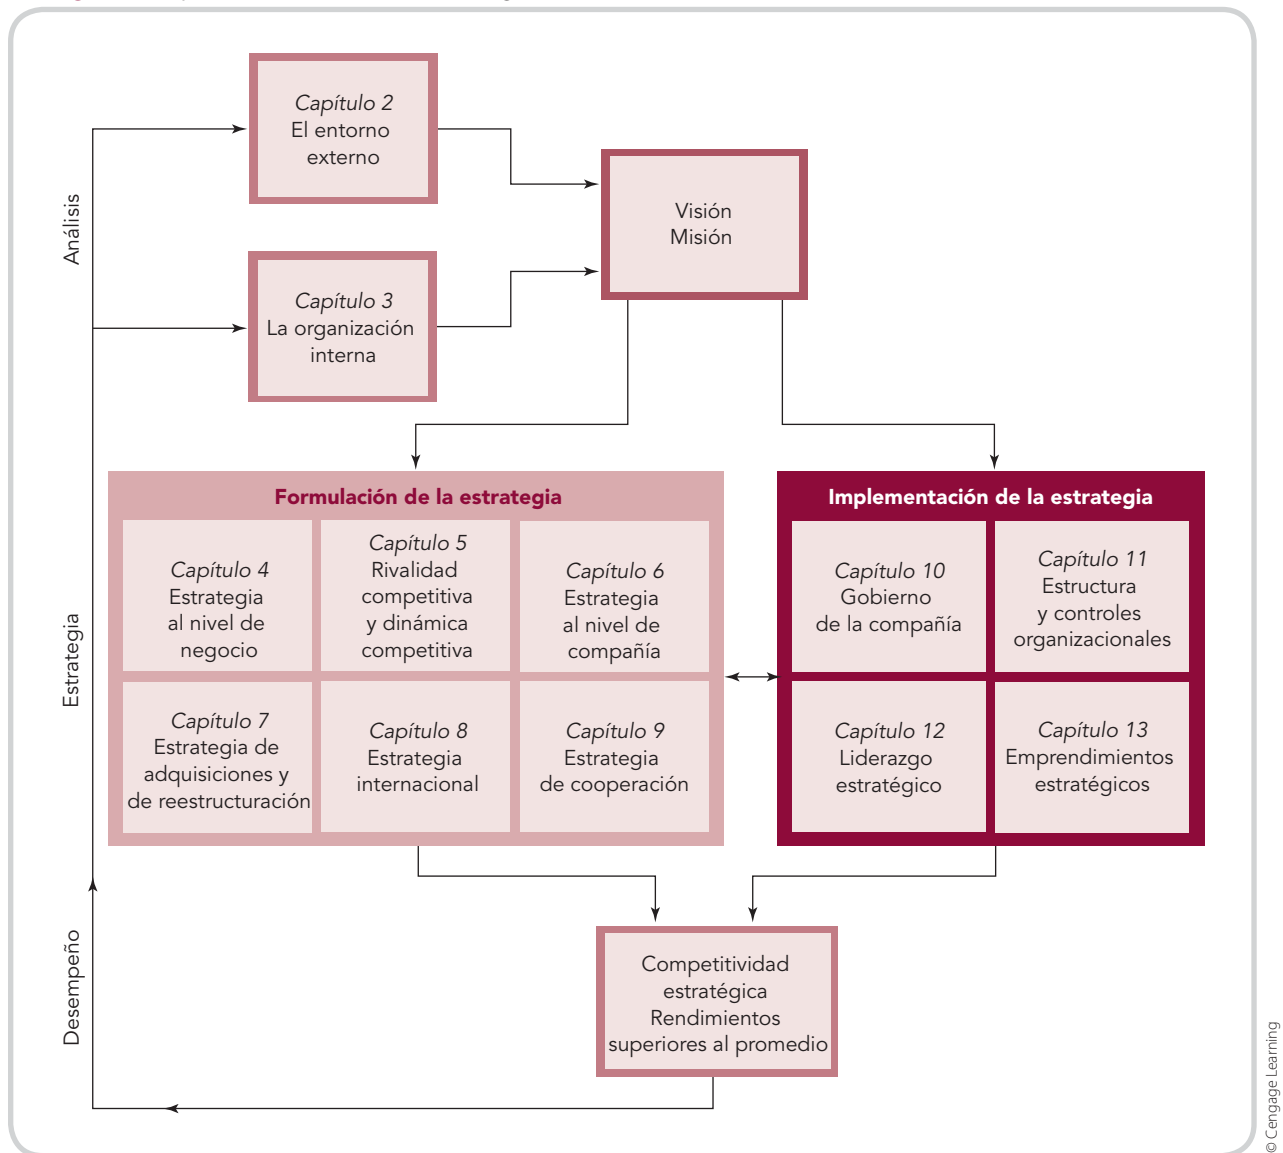 Capítulo 2
El entorno
externo
Visión
Misión
Análisis
Capítulo 3
La organización
interna
Formulación de la estrategia
Capítulo 4
Estrategia
al nivel de
negocio
Capítulo 5
Rivalidad
competitiva
y dinámica
competitiva
Capítulo 6
Estrategia
al nivel de
compañía
Capítulo 7
Estrategia de
adquisiciones y
de reestructuración
Capítulo 8
Estrategia
internacional
Capítulo 9
Estrategia
de cooperación
Implementación de la estrategia
Capítulo 10
Gobierno
de la compañía
Capítulo 11
Estructura
y controles
organizacionales
Capítulo 12
Liderazgo
estratégico
Capítulo 13
Emprendimientos
estratégicos
Estrategia
Desempeño
Competitividad
estratégica
Rendimientos
superiores al promedio
© Cengage Learning